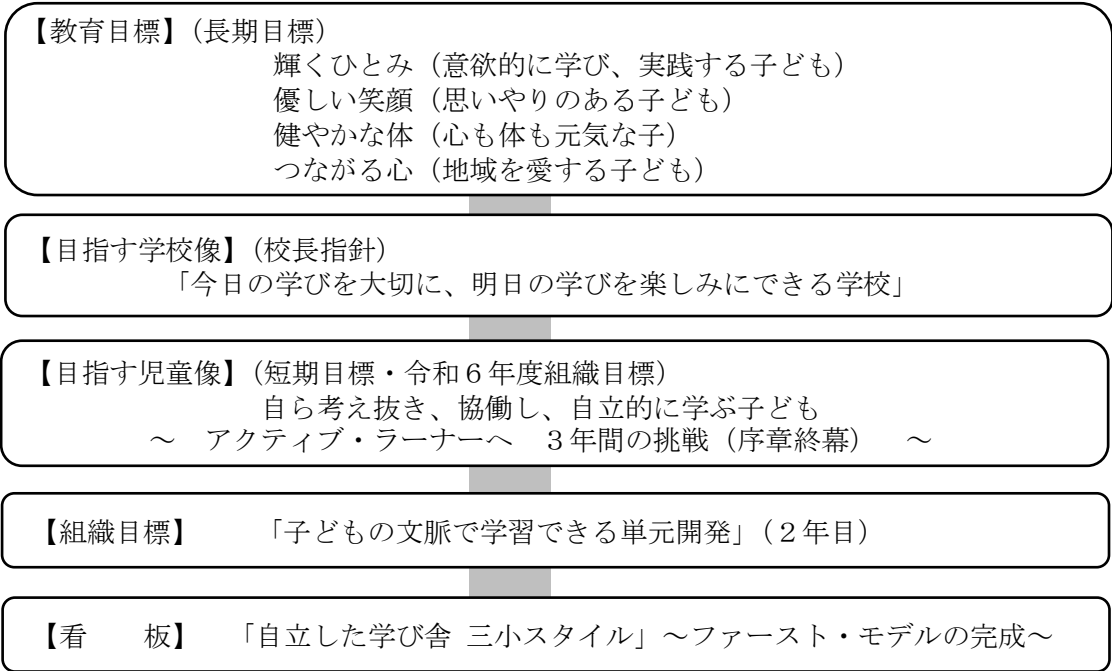 【教育目標】（長期目標）
輝くひとみ（意欲的に学び、実践する子ども）
優しい笑顔（思いやりのある子ども）
健やかな体（心も体も元気な子）
つながる心（地域を愛する子ども）
【目指す学校像】（校長指針）
「今日の学びを大切に、明日の学びを楽しみにできる学校」
【目指す児童像】（短期目標・令和６年度組織目標）
自ら考え抜き、協働し、自立的に学ぶ子ども
～　アクティブ・ラーナーへ　３年間の挑戦（序章終幕）　～
【組織目標】　「子どもの文脈で学習できる単元開発」（２年目）
【看　板】　「自立した学び舎 三小スタイル」～ファースト・モデルの完成～